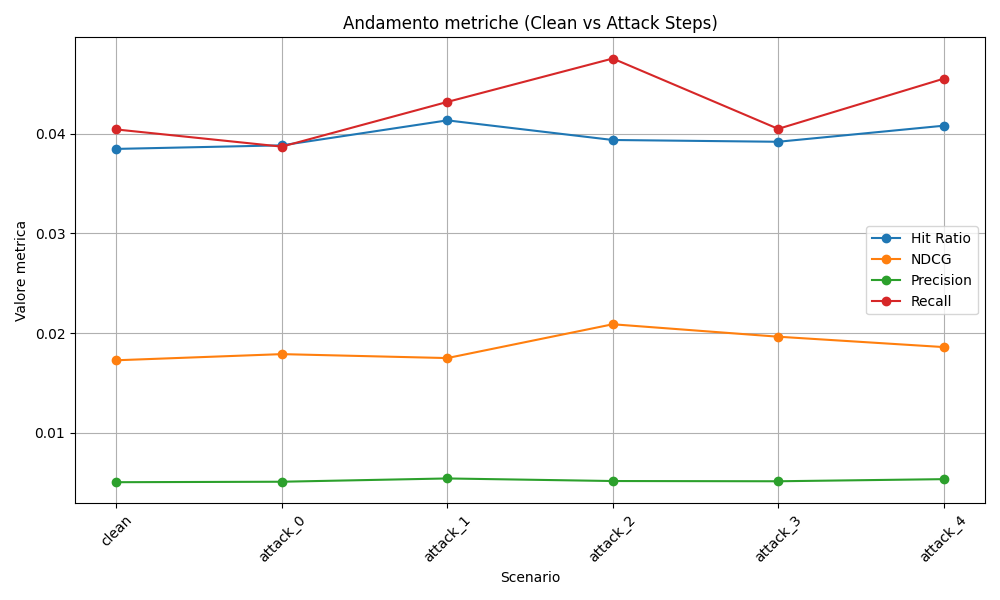 Andamento metriche (Clean vs Attack Steps)
Valore metrica
0.04
0.03
0.02
0.01
Hit Ratio
NDCG
Precision
Recall
clean
attack_0
attack_1
attack_2
attack_3
attack_4
Scenario